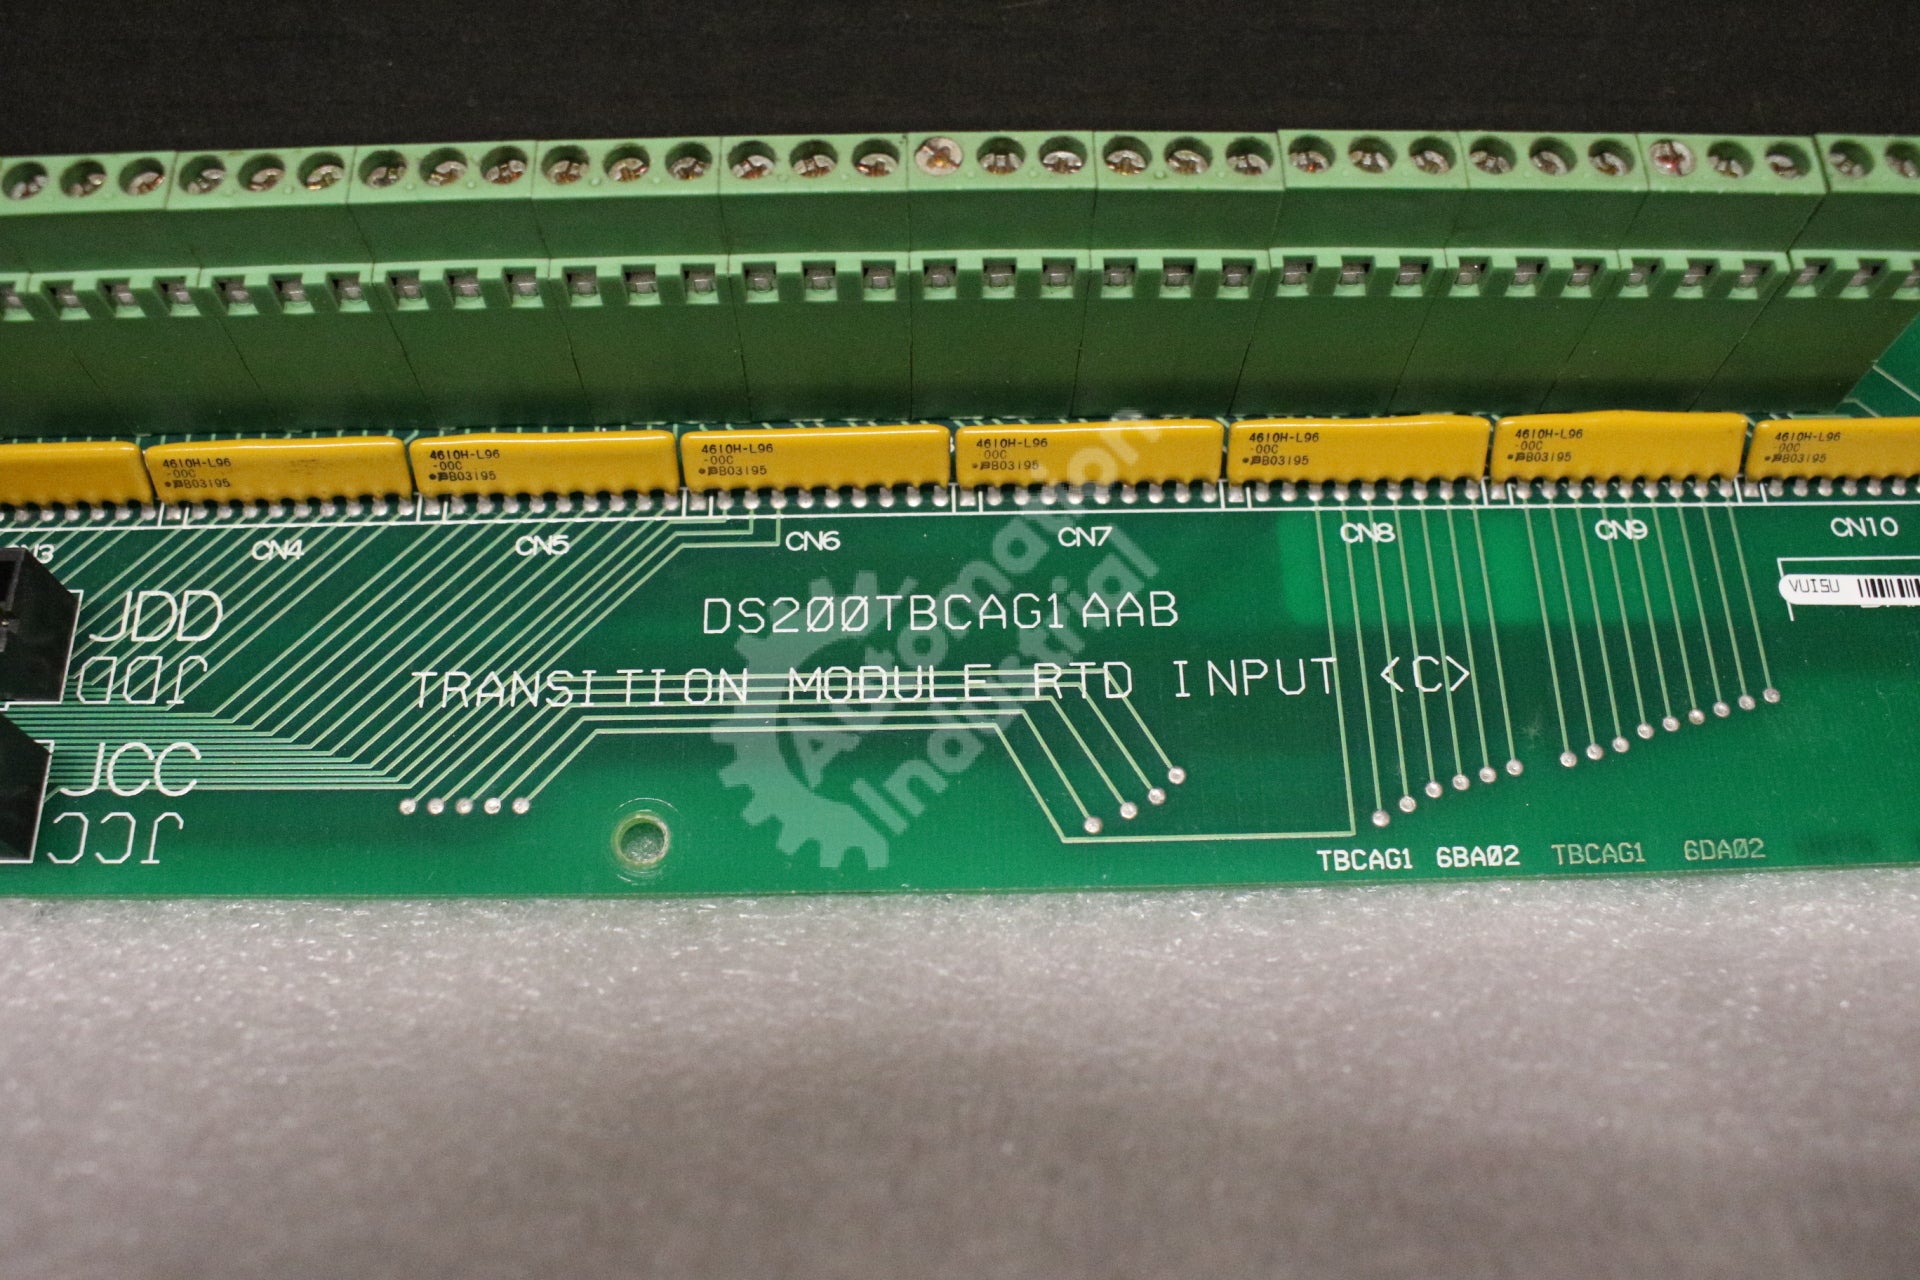 4610H-L96
-00C
B03195
4610H-L96
-00C
B03195
4610H-L96
-00C
B03195
4610H-L96
-00C
B03195
4610H-L96
-00C
B03195
4610H-L96
-00C
B03195
4610H-L96
-00C
B03195
CN4 CN5 CN6 CN7 CN8 CN9 CN10
JDD
JDD
VUI5U
DS200TBCAG1AAB
TRANSITION MODULE RTD INPUT <C>
JCC
JCC
TBCAG1 6BA02 TBCAG1 6DA02
Automation
Industrial